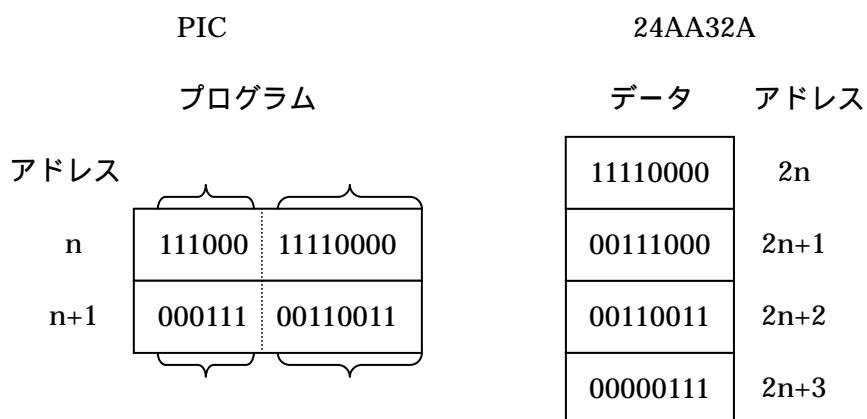 PIC 24AA32A
プログラム データ アドレス
アドレス
11110000 2n
n 111000 11110000 00111000 2n+1
n+1 000111 00110011 00110011 2n+2
00000111 2n+3